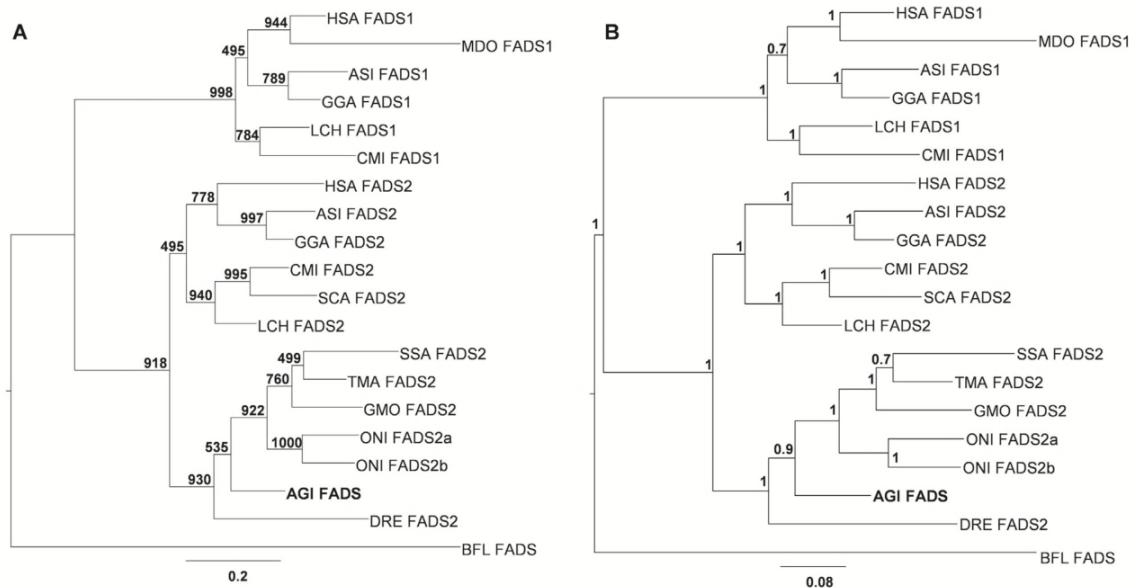 A
944
HSA FADS1
MDO FADS1
495
789
ASI FADS1
GGA FADS1
998
784
LCH FADS1
CMI FADS1
778
HSA FADS2
997
ASI FADS2
GGA FADS2
495
995
CMI FADS2
SCA FADS2
940
LCH FADS2
918
499
SSA FADS2
TMA FADS2
760
GMO FADS2
922
1000
ONI FADS2a
ONI FADS2b
535
AGI FADS
930
DRE FADS2
BFL FADS
0.2
B
1
HSA FADS1
MDO FADS1
0.7
1
ASI FADS1
GGA FADS1
1
1
LCH FADS1
CMI FADS1
1
1
HSA FADS2
1
ASI FADS2
GGA FADS2
1
1
CMI FADS2
SCA FADS2
1
LCH FADS2
1
0.7
SSA FADS2
TMA FADS2
1
GMO FADS2
1
ONI FADS2a
1
ONI FADS2b
0.9
AGI FADS
1
DRE FADS2
BFL FADS
0.08